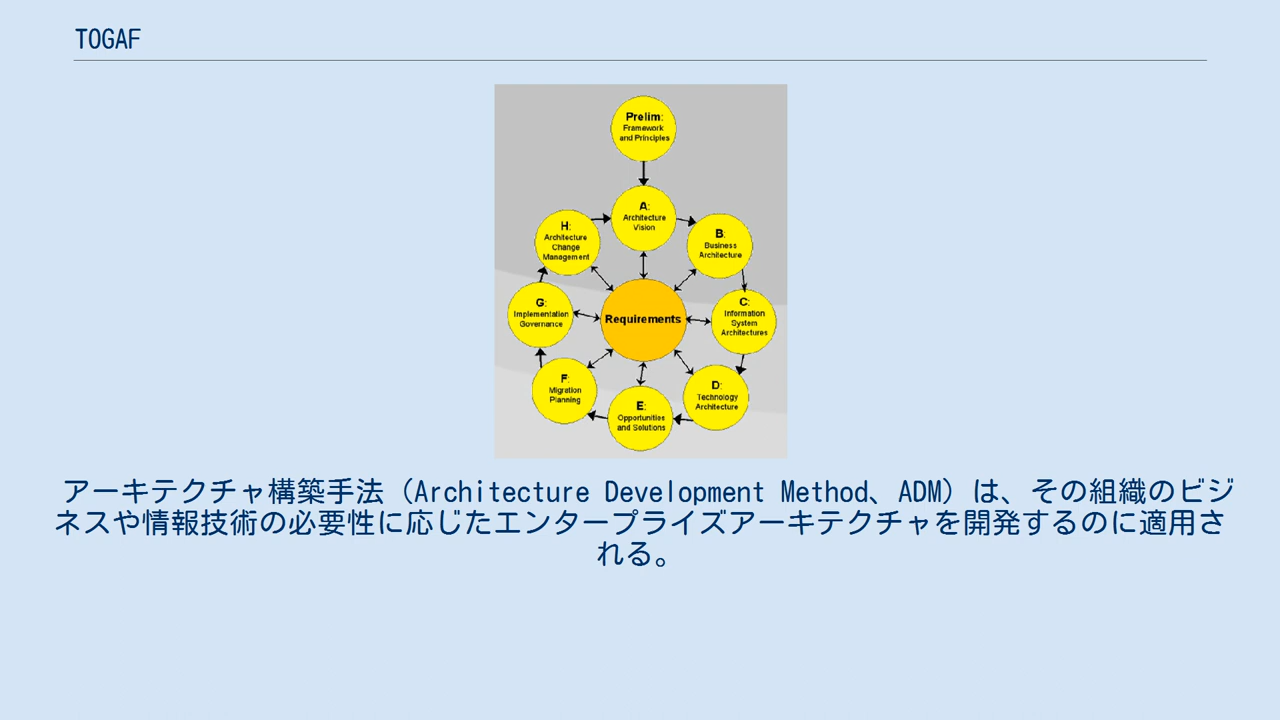 TOGAF
Prelim:
Framework
and Principles
A:
Architecture
Vision
B:
Business
Architecture
C:
Information
System
Architectures
D:
Technology
Architecture
E:
Opportunities
and Solutions
F:
Migration
Planning
G:
Implementation
Governance
H:
Architecture
Change
Management
Requirements
アーキテクチャ構築手法（Architecture Development Method、ADM）は、その組織のビジ
ネスや情報技術の必要性に応じたエンタープライズアーキテクチャを開発するのに適用さ
れる。